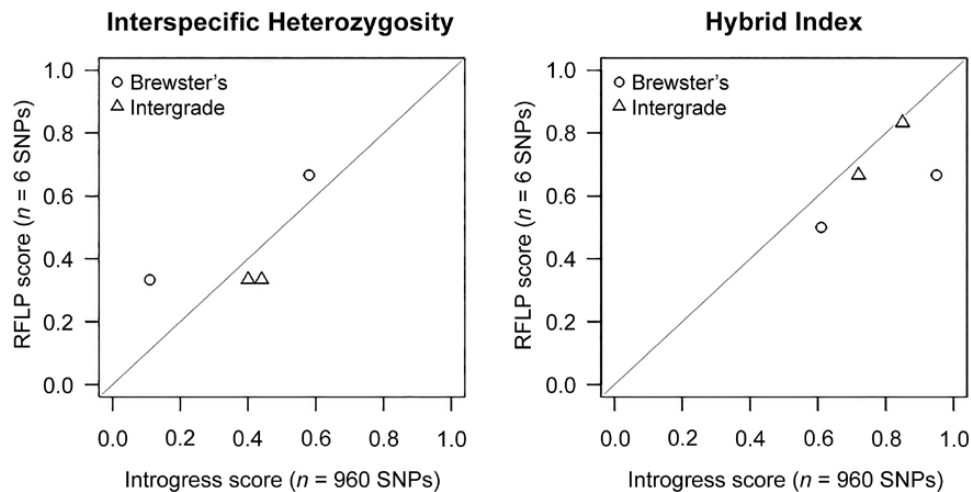 Interspecific Heterozygosity
RFLP score (n = 6 SNPs)
1.0
0.8
0.6
0.4
0.2
0.0
Brewster's
Intergrade
0.0 0.2 0.4 0.6 0.8 1.0
Introgress score (n = 960 SNPs)
Hybrid Index
RFLP score (n = 6 SNPs)
1.0
0.8
0.6
0.4
0.2
0.0
Brewster's
Intergrade
0.0 0.2 0.4 0.6 0.8 1.0
Introgress score (n = 960 SNPs)